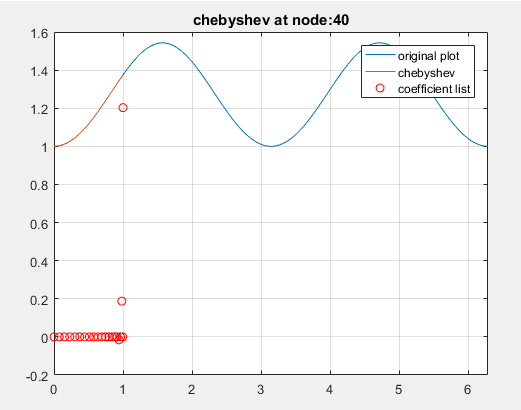 chebyshev at node:40
1.6
1.4
1.2
1
0.8
0.6
0.4
0.2
0
-0.2
original plot
chebyshev
coefficient list
0 1 2 3 4 5 6